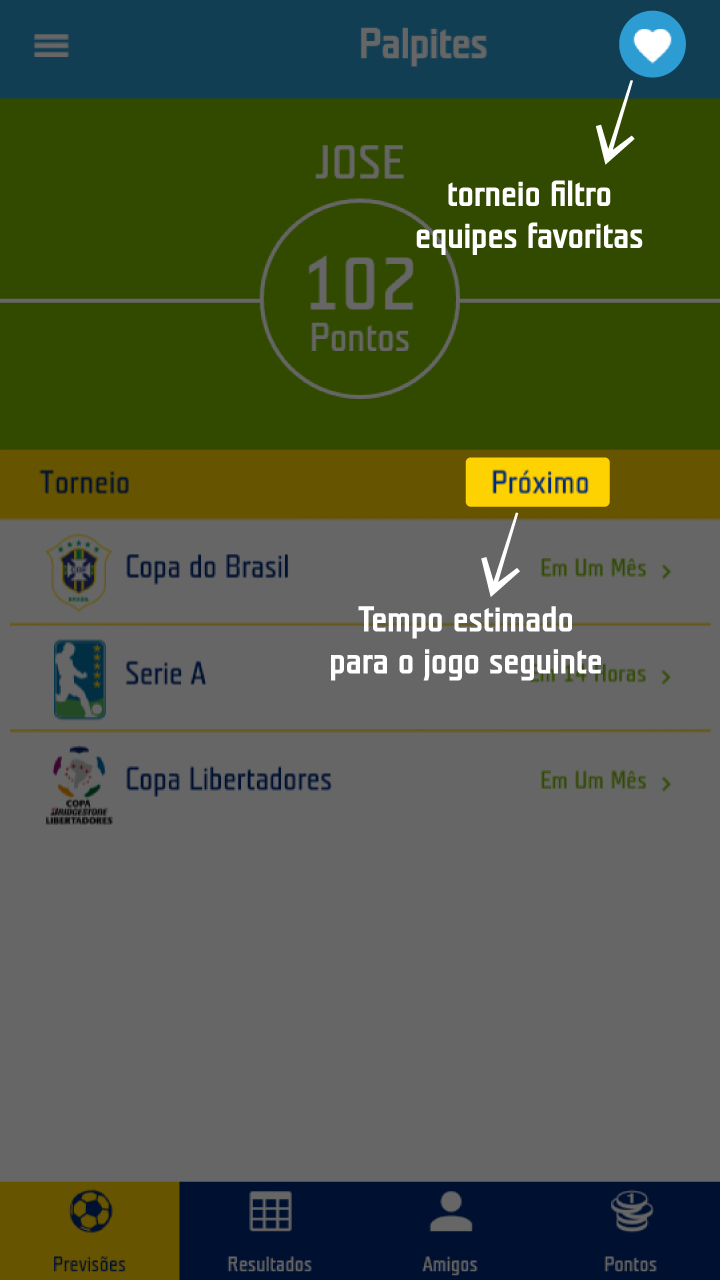 Palpites
JOSE
torneio filtro
equipes favoritas
102
Pontos
Torneio
Próximo
Copa do Brasil
Em Um Mês
Tempo estimado
para o jogo seguinte
Serie A
Em 14 Horas
Copa Libertadores
Em Um Mês
COPA
BRIDGESTONE
LIBERTADORES
Previsões
Resultados
Amigos
1
Pontos